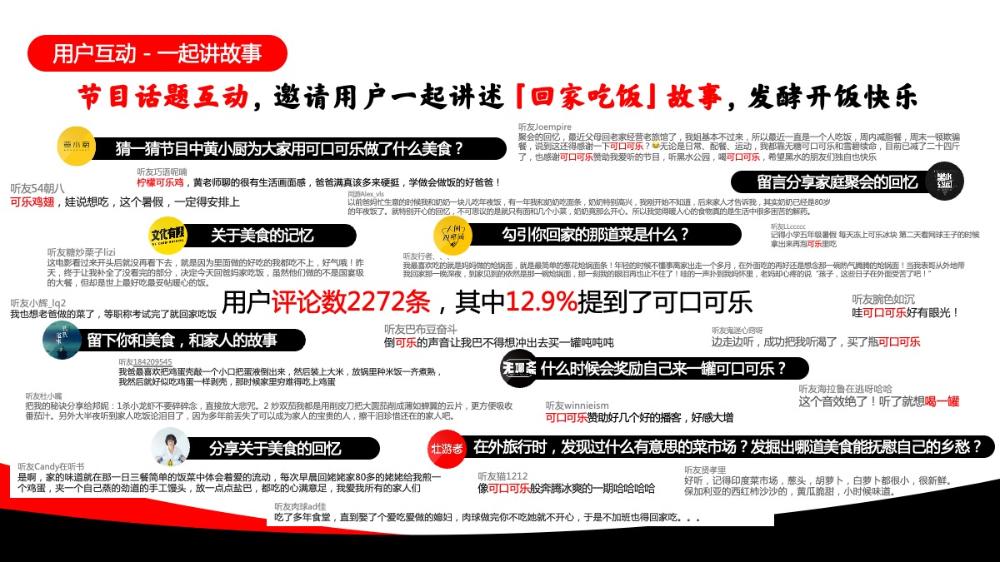 用户互动 - 一起讲故事
节目话题互动，邀请用户一起讲述「回家吃饭」故事，发酵开饭快乐
黄小厨
猜一猜节目中黄小厨为大家用可口可乐做了什么美食？
听友Joempire
聚会的回忆，最近父母回老家经营老旅馆了，我姐基本不过来，所以最近一直是一个人吃饭，周内减脂餐，周末一顿欺骗
餐，说到这还得感谢一下可口可乐？😂无论是日常、配餐、运动，我都靠无糖可口可乐和雪碧续命，目前已减了二十四斤
了，也感谢可口可乐赞助我爱听的节目，听黑水公园，喝可口可乐，希望黑水的朋友们独自也快乐
听友巧语呢喃
柠檬可乐鸡，黄老师聊的很有生活画面感，爸爸满真该多来硬挺，学做会做饭的好爸爸！
听友54朝八
可乐鸡翅，娃说想吃，这个暑假，一定得安排上
留言分享家庭聚会的回忆
同游Alex_vls
以前爸妈忙生意的时候我和奶奶一块儿吃年夜饭，有一年我和奶奶吃面条，奶奶特别高兴，我刚开始不知道，后来家人才告诉我，其实奶奶已经是80岁
的年夜饭了。就特别开心的回忆，不可思议的是就只有面和几个小菜，奶奶竟那么开心。所以我觉得暖人心的食物真的是生活中很多困苦的解药。
文化有限
关于美食的记忆
人间观察局
勾引你回家的那道菜是什么？
听友LLccccc
记得小学五年级暑假 每天冻上可乐冰块 第二天看网球王子的时候
拿出来再泡可乐里吃
听友糖炒栗子lizi
这电影看过来开头后就没再看下去，就是因为里面做的好吃的我都吃不上，好气哦！昨
天，终于让我补全了没看完的部分，决定今天回爸妈家吃饭，虽然他们做的不是国宴级
的大餐，但却是世上最好吃最妥帖暖心的饭。
听友行者、、、
我最喜欢吃的就是妈妈做的炝锅面，就是最简单的葱花炝锅面条！年轻的时候不懂事离家出走一个多月，在外面吃的再好还是想念那一碗热气腾腾的炝锅面！当我表哥从外地带
我回家那一晚深夜，到家见到的依然是那一碗炝锅面，那一刻我的眼泪再也止不住了！哇的一声扑到我妈怀里，老妈却心疼的说“孩子，这些日子在外面受苦了吧！”
用户评论数2272条，其中12.9%提到了可口可乐
听友小辉_lq2
我也想老爸做的菜了，等职称考试完了就回家吃饭
听友腕色如沉
哇可口可乐好有眼光！
留下你和美食，和家人的故事
听友巴布豆奋斗
倒可乐的声音让我巴不得想冲出去买一罐吨吨吨
听友鬼迷心窍呀
边走边听，成功把我听渴了，买了瓶可口可乐
听友184209545
我爸最喜欢把鸡蛋壳敲一个小口把蛋液倒出来，然后装上大米，放锅里种米饭一齐煮熟，
我然后就好似吃鸡蛋一样剥壳，那时候家里穷难得吃上鸡蛋
无聊斋
什么时候会奖励自己来一罐可口可乐？
听友杜小嘴
把我的秘诀分享给邦妮：1杀小龙虾不要碎碎念，直接放大悲咒。2 炒双茄我都是用削皮刀把大圆茄削成薄如蝉翼的云片，更方便吸收
番茄汁。另外大半夜听到家人吃饭论泪目了，因为多年前丢失了可以成为家人的宝贵的人，擦干泪珍惜还在的家人吧。
听友winnieism
可口可乐赞助好几个好的播客，好感大增
听友海拉鲁在逃呀哈哈
这个音效绝了！听了就想喝一罐
分享关于美食的回忆
壮游者
在外旅行时，发现过什么有意思的菜市场？发掘出哪道美食能抚慰自己的乡愁？
听友Candy在听书
是啊，家的味道就在那一日三餐简单的饭菜中体会着爱的流动，每次早晨回姥姥家80多的姥姥给我煎一
个鸡蛋，夹一个自己蒸的劲道的手工馒头，放一点点盐巴，都吃的心满意足，我爱我所有的家人们
听友猫1212
像可口可乐般奔腾冰爽的一期哈哈哈哈
听友贤孝里
好听，记得印度菜市场，葱头，胡萝卜，白萝卜都很小，很新鲜。
保加利亚的西红柿沙沙的，黄瓜脆甜，小时候味道。
听友肉球ad佳
吃了多年食堂，直到娶了个爱吃爱做的媳妇，肉球做完你不吃她就不开心，于是不加班也得回家吃。。。